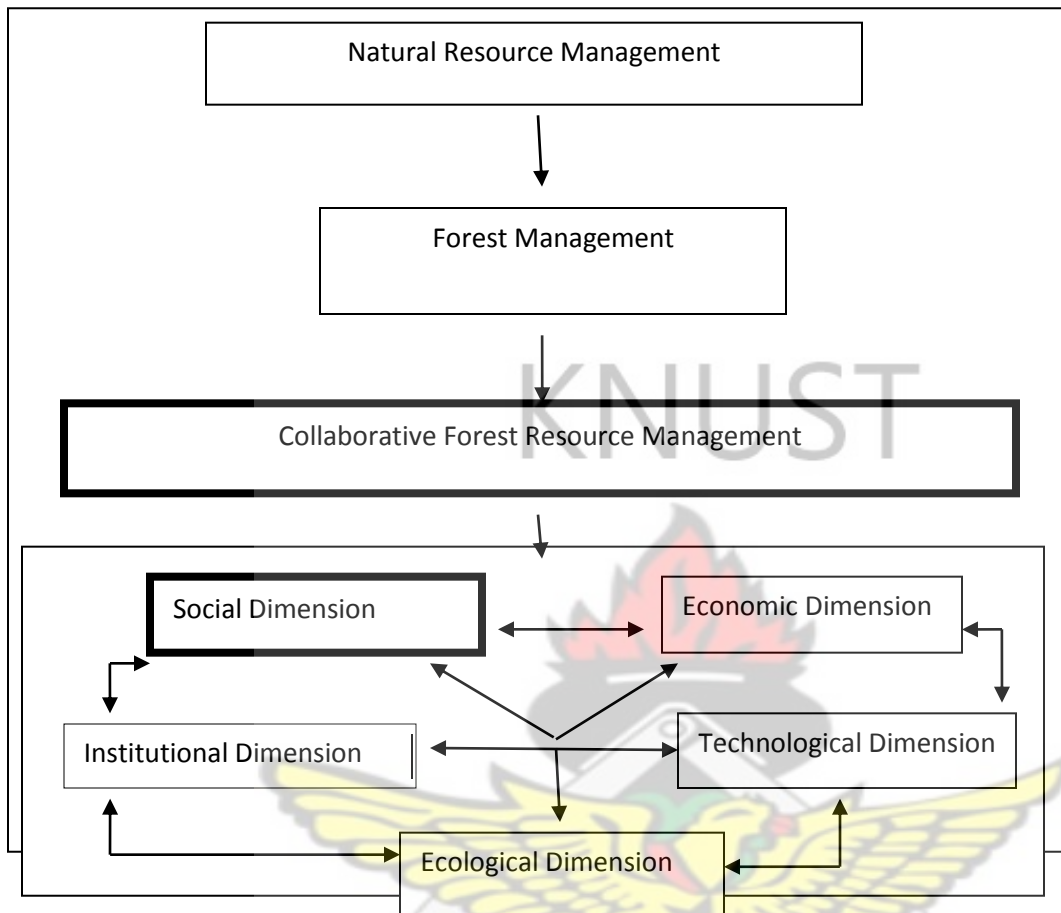 Natural Resource Management
Forest Management
KNUST
Collaborative Forest Resource Management
Social Dimension
Economic Dimension
Institutional Dimension
Technological Dimension
Ecological Dimension